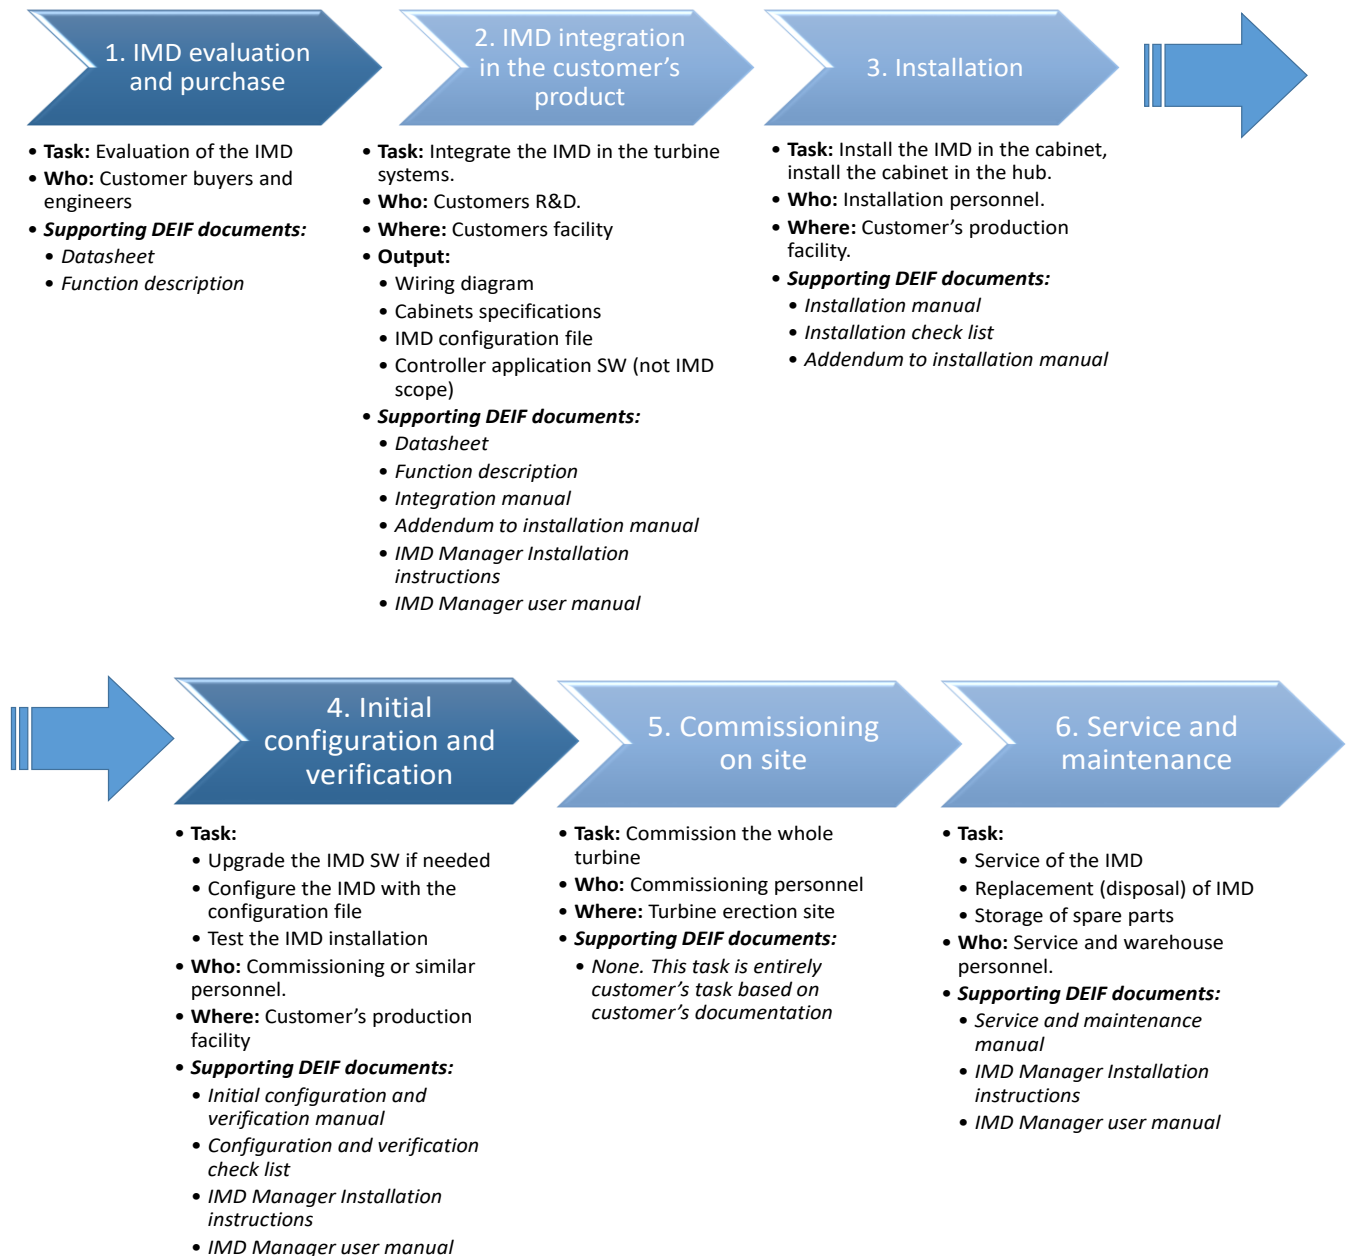 1. IMD evaluation
and purchase
2. IMD integration
in the customer's
product
3. Installation
• Task: Evaluation of the IMD
• Who: Customer buyers and
engineers
• Supporting DEIF documents:
• Datasheet
• Function description
• Task: Integrate the IMD in the turbine
systems.
• Who: Customers R&D.
• Where: Customers facility
• Output:
• Wiring diagram
• Cabinets specifications
• IMD configuration file
• Controller application SW (not IMD
scope)
• Supporting DEIF documents:
• Datasheet
• Function description
• Integration manual
• Addendum to installation manual
• IMD Manager Installation
instructions
• IMD Manager user manual
• Task: Install the IMD in the cabinet,
install the cabinet in the hub.
• Who: Installation personnel.
• Where: Customer's production
facility.
• Supporting DEIF documents:
• Installation manual
• Installation check list
• Addendum to installation manual
4. Initial
configuration and
verification
5. Commissioning
on site
6. Service and
maintenance
• Task:
• Upgrade the IMD SW if needed
• Configure the IMD with the
configuration file
• Test the IMD installation
• Who: Commissioning or similar
personnel.
• Where: Customer's production
facility
• Supporting DEIF documents:
• Initial configuration and
verification manual
• Configuration and verification
check list
• IMD Manager Installation
instructions
• IMD Manager user manual
• Task: Commission the whole
turbine
• Who: Commissioning personnel
• Where: Turbine erection site
• Supporting DEIF documents:
• None. This task is entirely
customer's task based on
customer's documentation
• Task:
• Service of the IMD
• Replacement (disposal) of IMD
• Storage of spare parts
• Who: Service and warehouse
personnel.
• Supporting DEIF documents:
• Service and maintenance
manual
• IMD Manager Installation
instructions
• IMD Manager user manual